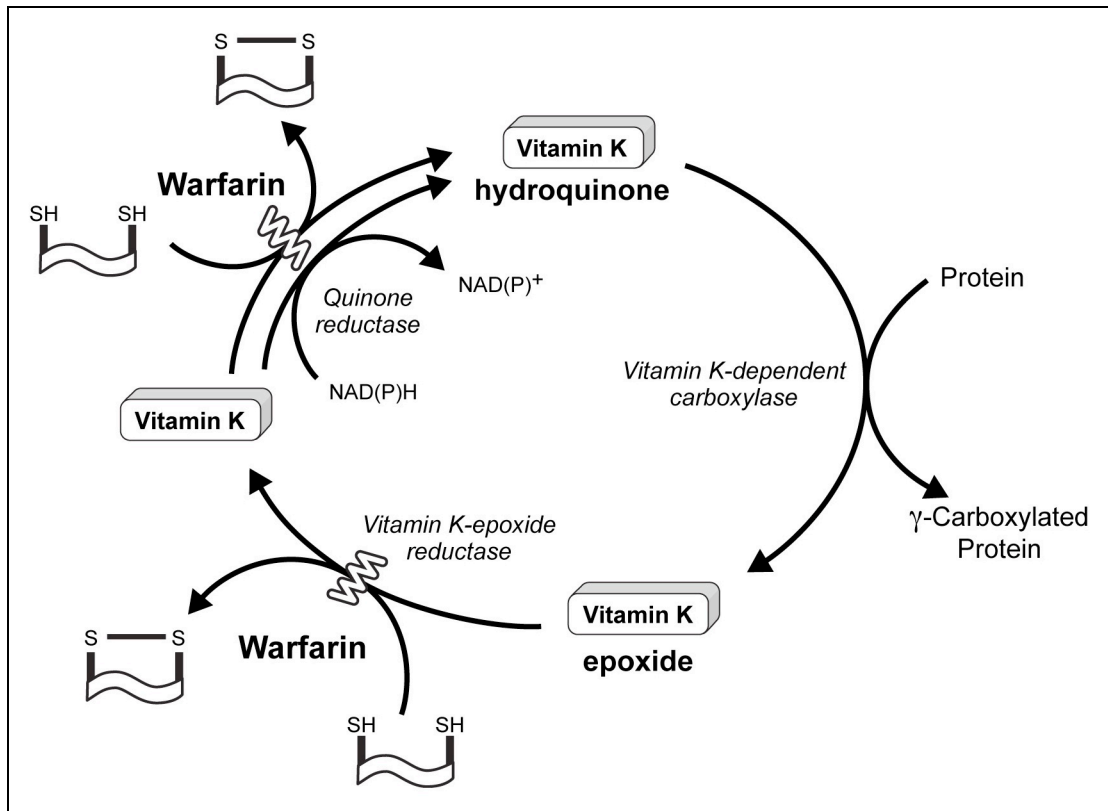 S S
Vitamin K
hydroquinone
Warfarin
SH SH
NAD(P)+
Protein
Quinone
reductase
Vitamin K-dependent
carboxylase
NAD(P)H
Vitamin K
γ-Carboxylated
Protein
Vitamin K-epoxide
reductase
Vitamin K
epoxide
S S
Warfarin
SH SH